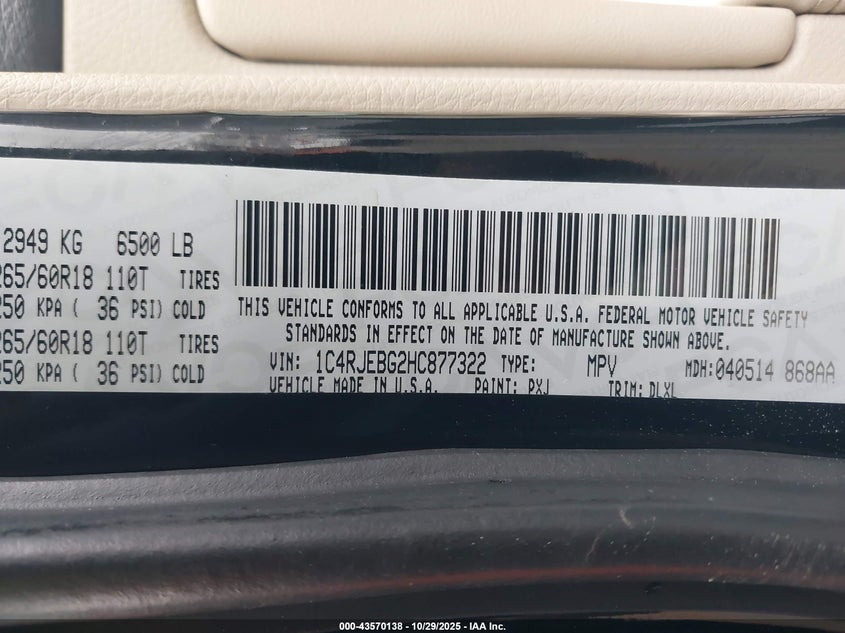 2949 KG 6500 LB
265/60R18 110T TIRES
250 KPA ( 36 PSI) COLD
265/60R18 110T TIRES
250 KPA ( 36 PSI) COLD
THIS VEHICLE CONFORMS TO ALL APPLICABLE U.S.A. FEDERAL MOTOR VEHICLE SAFETY
STANDARDS IN EFFECT ON THE DATE OF MANUFACTURE SHOWN ABOVE.
VIN: 1C4RJEBG2HC877322 TYPE: MPV MDH:040514 868AA
VEHICLE MADE IN U.S.A. PAINT: PXJ TRIM: DLXL
000-43570138 - 10/29/2025 - IAA Inc.